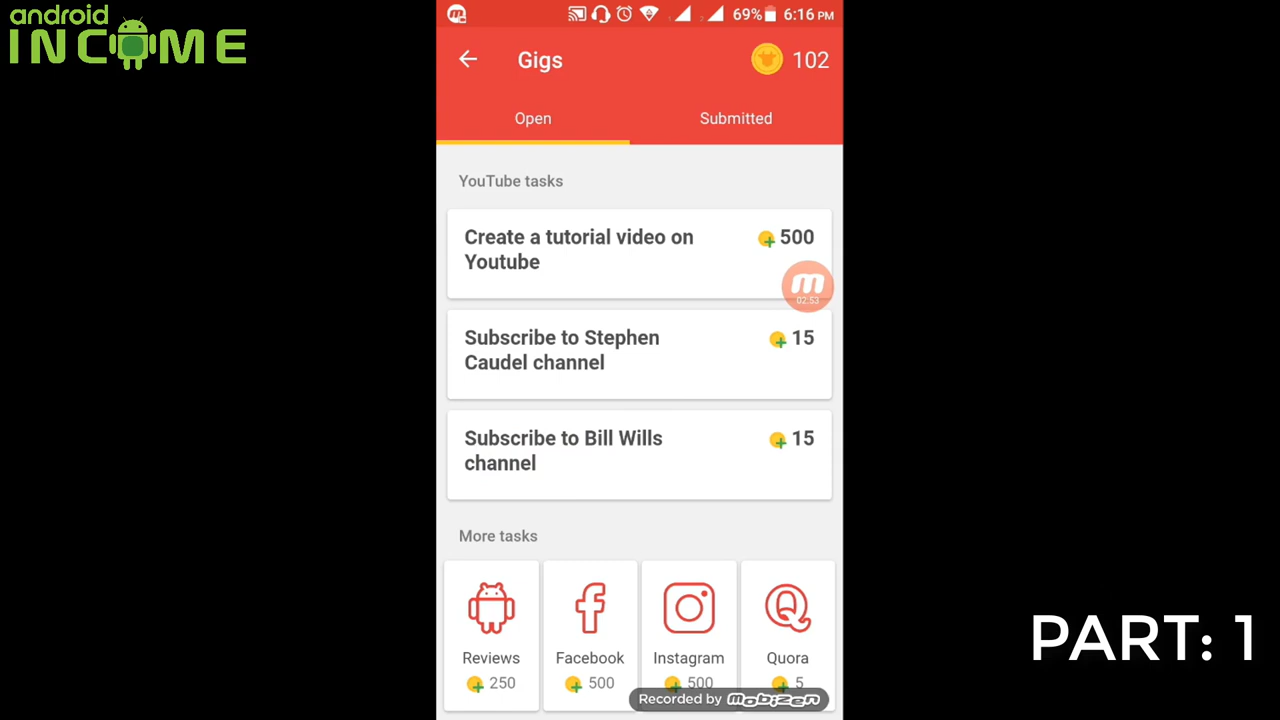 android
INCOME
69% 6:16 PM
Gigs
102
Open
Submitted
YouTube tasks
Create a tutorial video on
Youtube
500
02:53
Subscribe to Stephen
Caudel channel
15
Subscribe to Bill Wills
channel
15
More tasks
Reviews
250
Facebook
500
Instagram
500
Quora
5
Recorded by mobizen
PART: 1